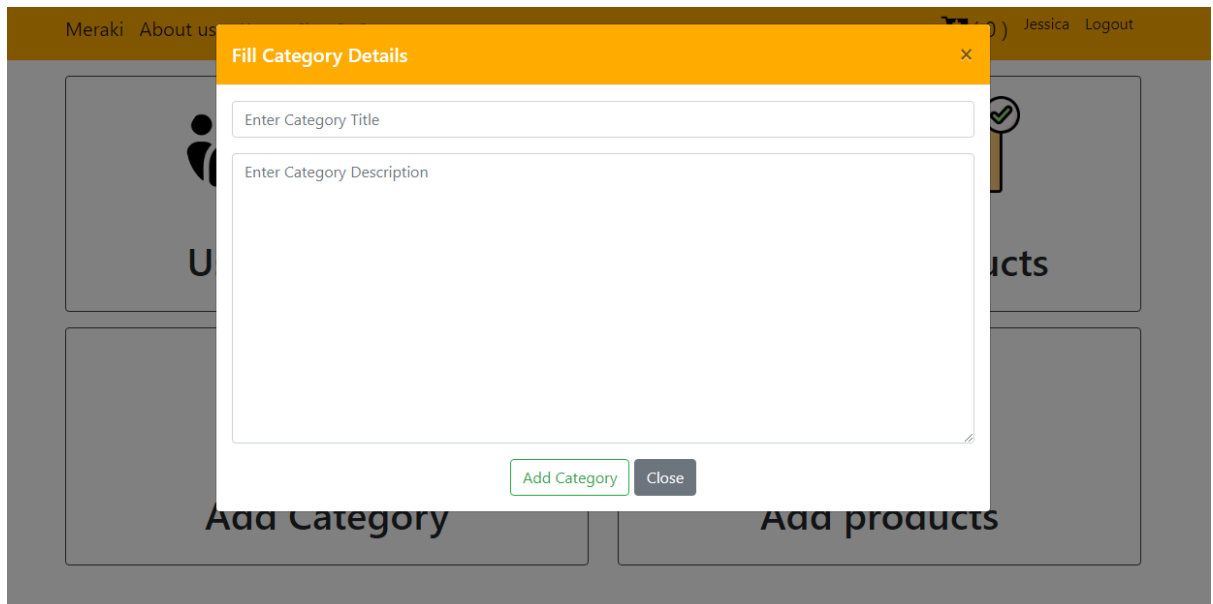 Meraki About us
0 ) Jessica Logout
Fill Category Details
×
Enter Category Title
Enter Category Description
Add Category Close
Add Category
Add products